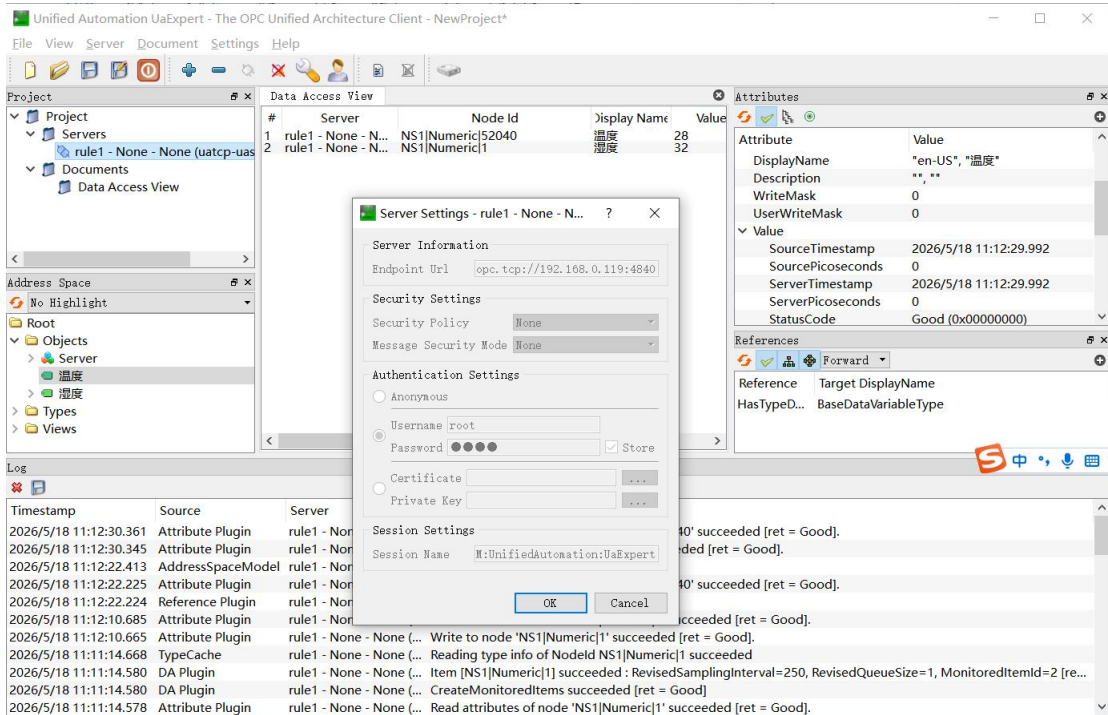 Unified Automation UaExpert - The OPC Unified Architecture Client - NewProject*
File View Server Document Settings Help
Project
Project
Servers
rule1 - None - None (uatcp-uas
Documents
Data Access View
Address Space
No Highlight
Root
Objects
Server
温度
湿度
Types
Views
Data Access View
# Server Node Id Display Name Value
1 rule1 - None - N... NS1|Numeric|52040 温度 28
2 rule1 - None - N... NS1|Numeric|1 湿度 32
Server Settings - rule1 - None - N... ?
Server Information
Endpoint Url opc.tcp://192.168.0.119:4840
Security Settings
Security Policy None
Message Security Mode None
Authentication Settings
Anonymous
Username root
Password ●●●● Store
Certificate ...
Private Key ...
Session Settings
Session Name M:UnifiedAutomation:UaExpert
OK Cancel
Attributes
Attribute Value
DisplayName "en-US", "温度"
Description "", ""
WriteMask 0
UserWriteMask 0
Value
SourceTimestamp 2026/5/18 11:12:29.992
SourcePicoseconds 0
ServerTimestamp 2026/5/18 11:12:29.992
ServerPicoseconds 0
StatusCode Good (0x00000000)
References
Forward
Reference Target DisplayName
HasTypeD... BaseDataVariableType
S 中
Log
Timestamp Source Server
2026/5/18 11:12:30.361 Attribute Plugin rule1 - Non 40' succeeded [ret = Good].
2026/5/18 11:12:30.345 Attribute Plugin rule1 - Non ded [ret = Good].
2026/5/18 11:12:22.413 AddressSpaceModel rule1 - Non
2026/5/18 11:12:22.225 Attribute Plugin rule1 - Non 40' succeeded [ret = Good].
2026/5/18 11:12:22.224 Reference Plugin rule1 - Non
2026/5/18 11:12:10.685 Attribute Plugin rule1 - Non cceeded [ret = Good].
2026/5/18 11:12:10.665 Attribute Plugin rule1 - None - None (... Write to node 'NS1|Numeric|1' succeeded [ret = Good].
2026/5/18 11:11:14.668 TypeCache rule1 - None - None (... Reading type info of NodeId NS1|Numeric|1 succeeded
2026/5/18 11:11:14.580 DA Plugin rule1 - None - None (... Item [NS1|Numeric|1] succeeded : RevisedSamplingInterval=250, RevisedQueueSize=1, MonitoredItemId=2 [re...
2026/5/18 11:11:14.580 DA Plugin rule1 - None - None (... CreateMonitoredItems succeeded [ret = Good]
2026/5/18 11:11:14.578 Attribute Plugin rule1 - None - None (... Read attributes of node 'NS1|Numeric|1' succeeded [ret = Good].